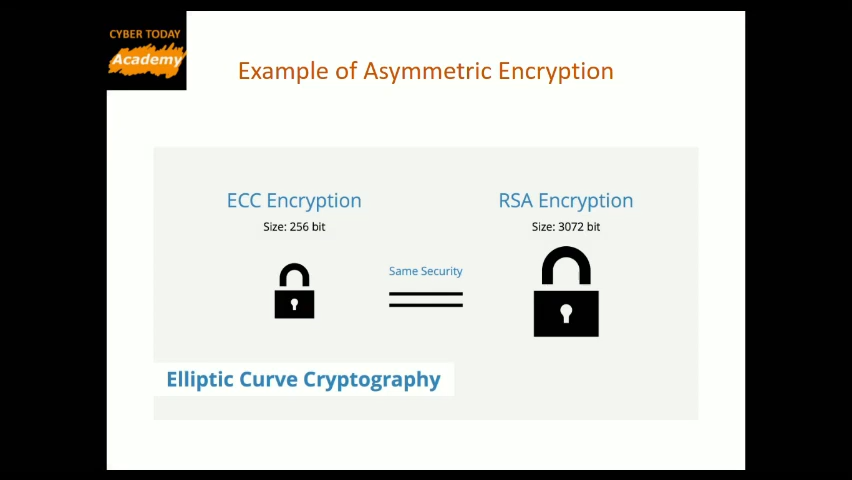 CYBER TODAY
Academy
Example of Asymmetric Encryption
ECC Encryption
Size: 256 bit
RSA Encryption
Size: 3072 bit
Same Security
Elliptic Curve Cryptography